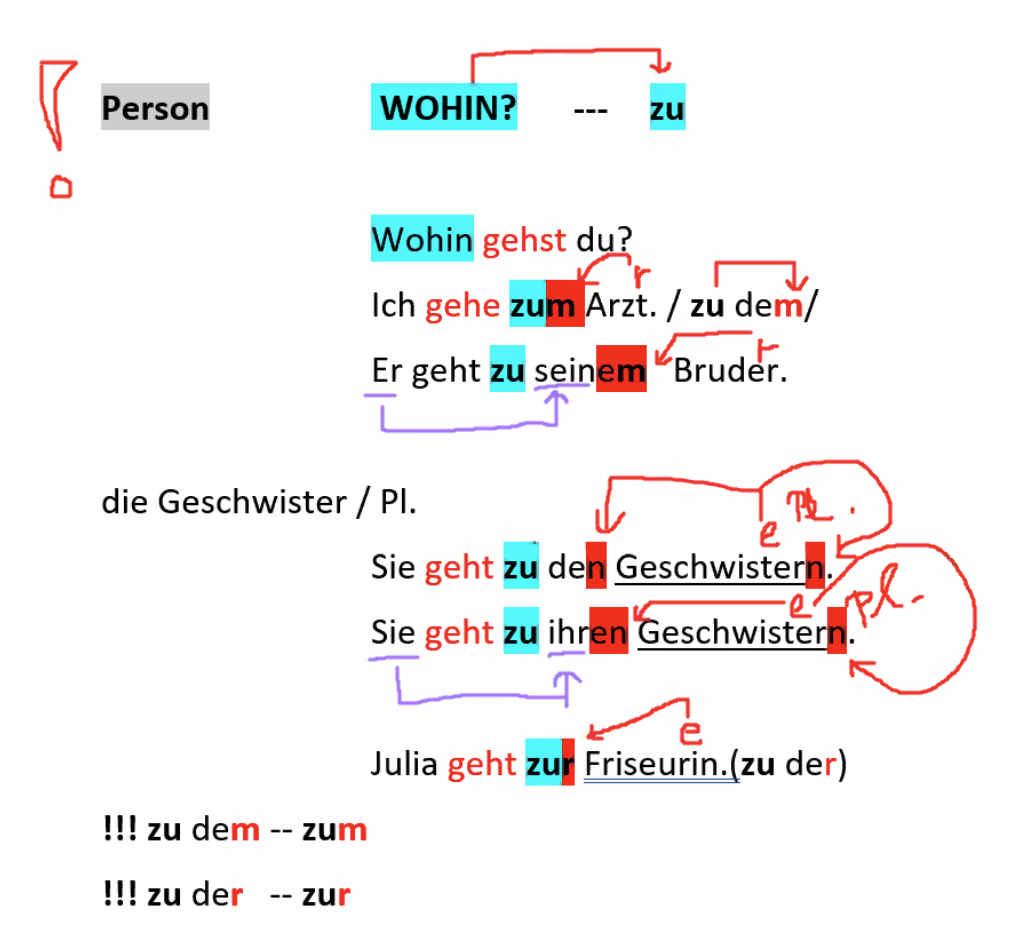 Person WOHIN? --- zu
Wohin gehst du?
r
Ich gehe zum Arzt. / zu dem/
r
Er geht zu seinem Bruder.
die Geschwister / Pl.
e Pl.
Sie geht zu den Geschwistern.
e pl.
Sie geht zu ihren Geschwistern.
e
Julia geht zur Friseurin.(zu der)
!!! zu dem -- zum
!!! zu der -- zur